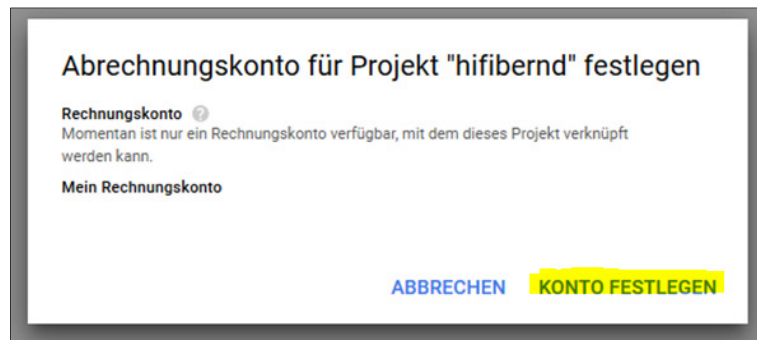 Abrechnungskonto für Projekt "hifibernd" festlegen
Rechnungskonto ?
Momentan ist nur ein Rechnungskonto verfügbar, mit dem dieses Projekt verknüpft
werden kann.
Mein Rechnungskonto
ABBRECHEN KONTO FESTLEGEN